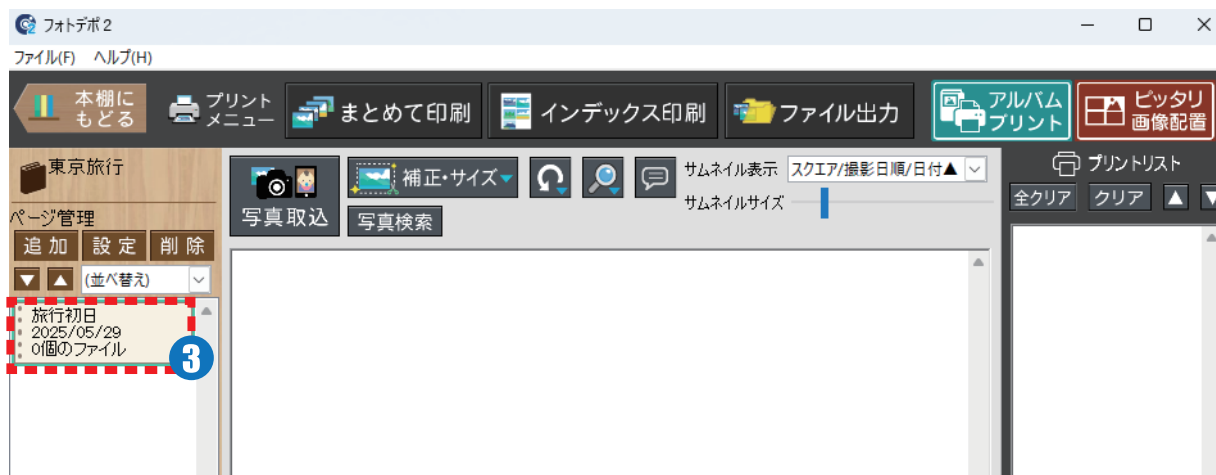 フォトデポ2
ファイル(F) ヘルプ(H)
本棚に
もどる
プリント
メニュー
まとめて印刷
インデックス印刷
ファイル出力
アルバム
プリント
ピッタリ
画像配置
東京旅行
ページ管理
追加 設定 削除
▼ ▲ (並べ替え)
旅行初日
2025/05/29
0個のファイル
3
写真取込
補正・サイズ▼
写真検索
サムネイル表示 スクエア/撮影日順/日付▲
サムネイルサイズ
プリントリスト
全クリア クリア ▲ ▼